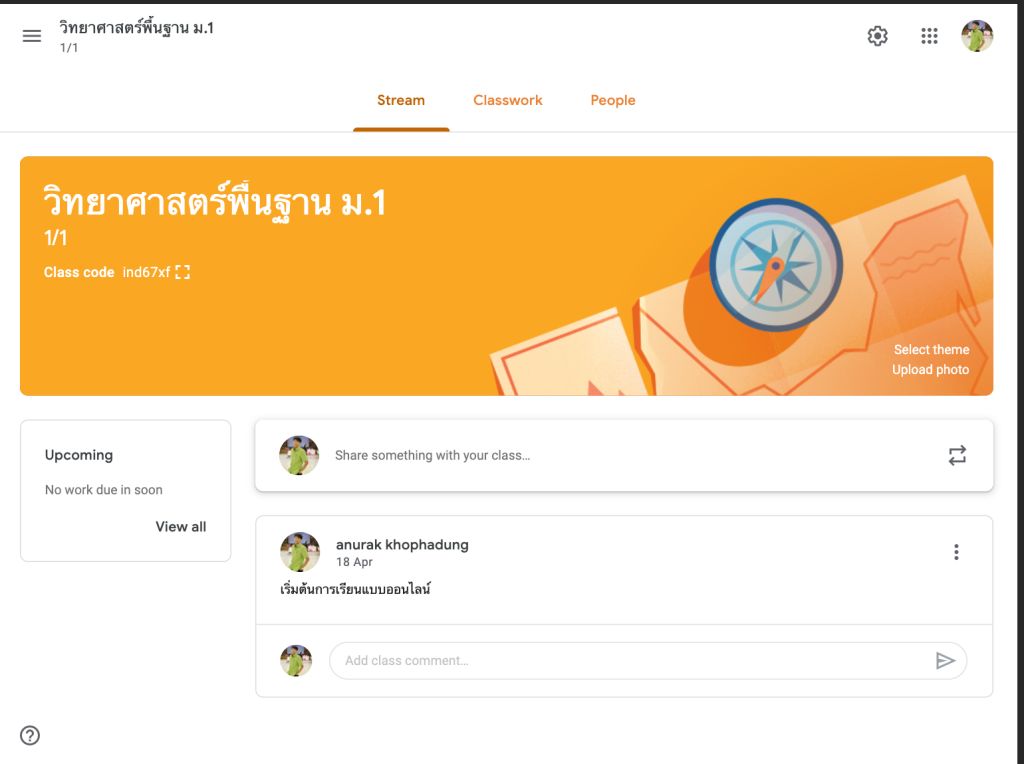 วิทยาศาสตร์พื้นฐาน ม.1
1/1
Stream
Classwork
People
วิทยาศาสตร์พื้นฐาน ม.1
1/1
Class code ind67xf
Select theme
Upload photo
Upcoming
No work due in soon
View all
Share something with your class...
anurak khophadung
18 Apr
เริ่มต้นการเรียนแบบออนไลน์
Add class comment...